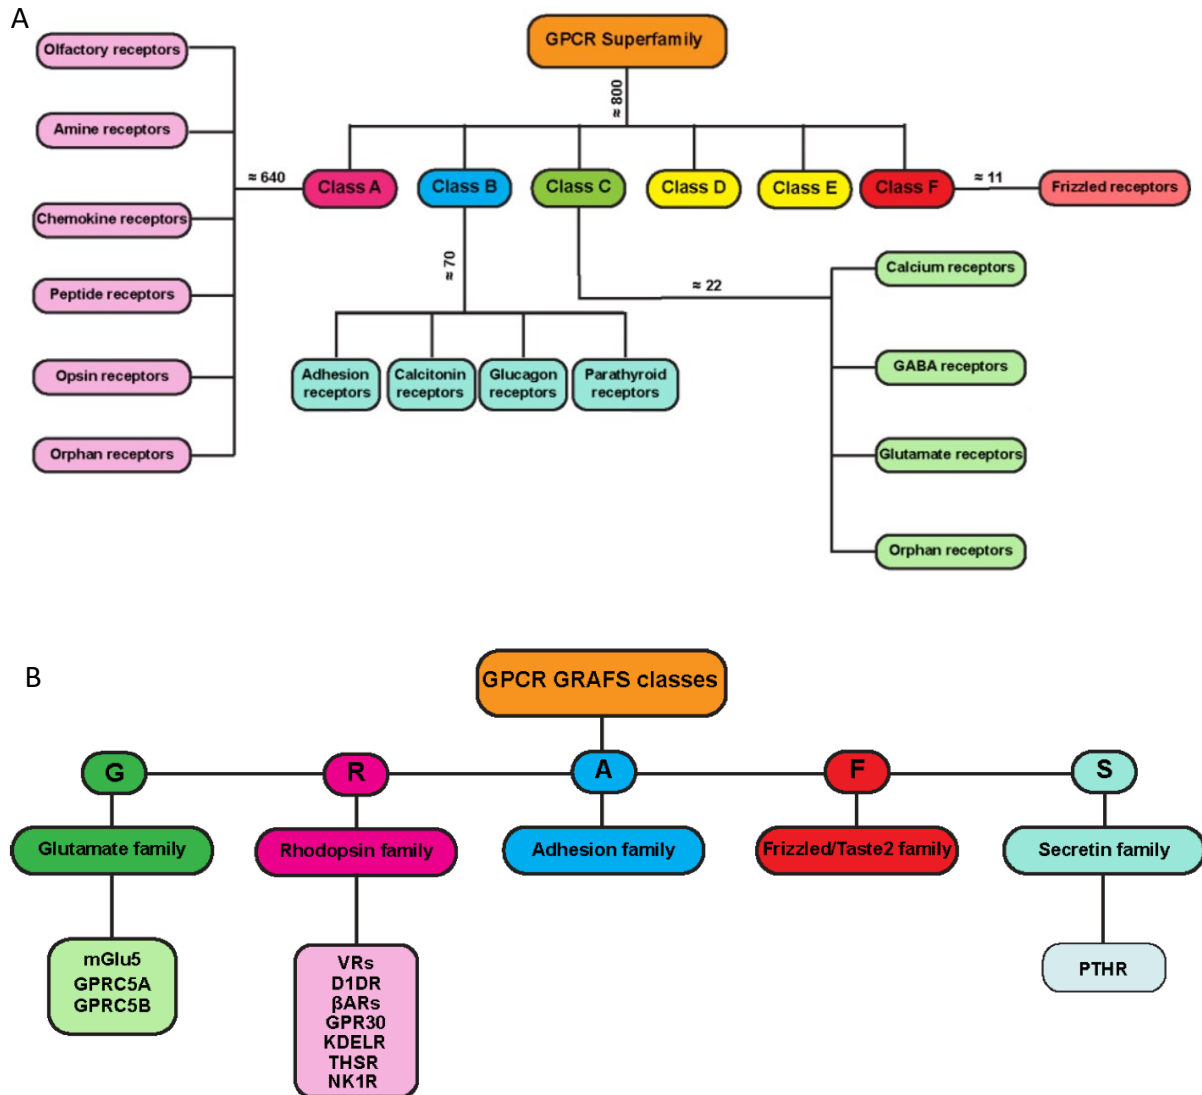 A
GPCR Superfamily
≈800
Olfactory receptors
Amine receptors
Chemokine receptors
Peptide receptors
Opsin receptors
Orphan receptors
≈ 640
Class A
Class B
Class C
Class D
Class E
Class F
≈ 11
Frizzled receptors
≈ 70
Adhesion
receptors
Calcitonin
receptors
Glucagon
receptors
Parathyroid
receptors
≈ 22
Calcium receptors
GABA receptors
Glutamate receptors
Orphan receptors
B
GPCR GRAFS classes
G
R
A
F
S
Glutamate family
Rhodopsin family
Adhesion family
Frizzled/Taste2 family
Secretin family
mGlu5
GPRC5A
GPRC5B
VRs
D1DR
βARs
GPR30
KDELR
THSR
NK1R
PTHR